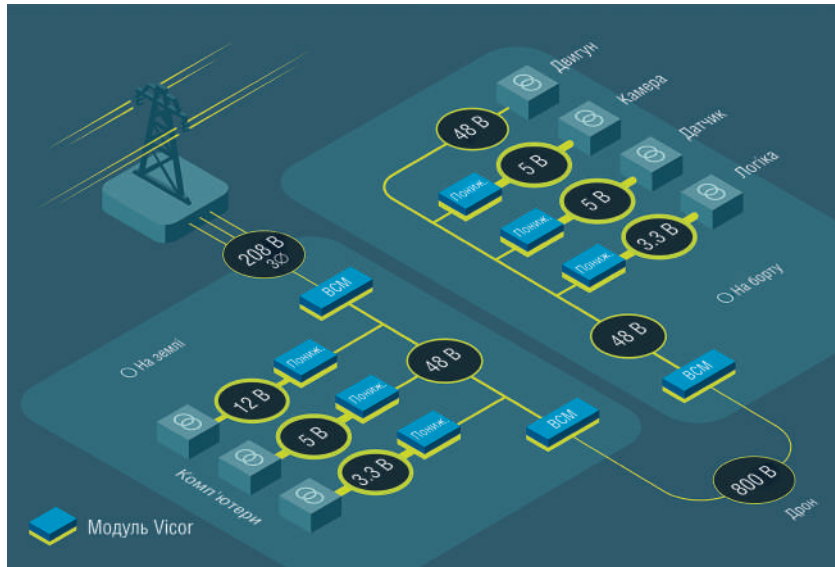 Двигун
48 В
Камера
5 В
Датчик
Пониж.
5 В
Логіка
Пониж.
3.3 В
Пониж.
На борту
48 В
BCM
208 В
3Ø
BCM
На землі
Пониж.
48 В
12 В
Пониж.
5 В
Пониж.
BCM
3.3 В
Комп'ютери
800 В
Дрон
Модуль Vicor